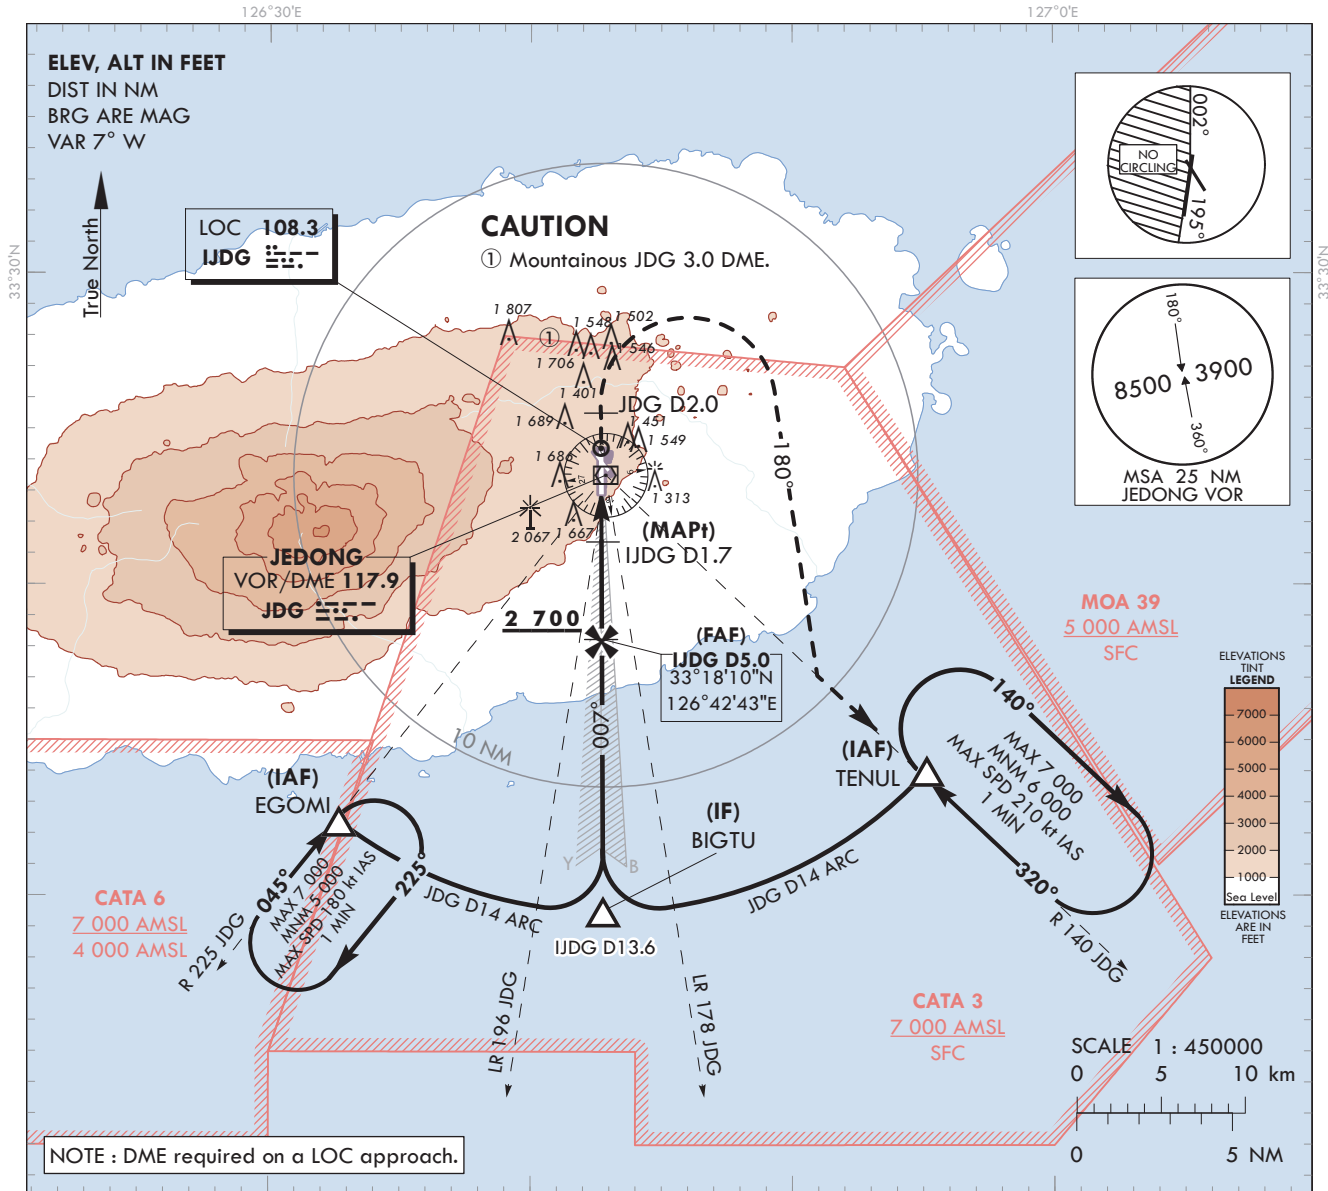 126°30'E
127°0'E
33°30'N
33°30'N
ELEV, ALT IN FEET
DIST IN NM
BRG ARE MAG
VAR 7° W
True North
LOC 108.3
IJDG
CAUTION
① Mountainous JDG 3.0 DME.
NO
CIRCLING
002°
195°
180°
8500 3900
360°
MSA 25 NM
JEDONG VOR
1 807
①
1 548
1 502
1 546
1 706
1 401
JDG D2.0
1 689
1 451
1 549
1 686
1 313
2 067
1 667
180°
(MAPt)
IJDG D1.7
JEDONG
VOR/DME 117.9
JDG
2 700
(FAF)
IJDG D5.0
33°18'10"N
126°42'43"E
007°
10 NM
MOA 39
5 000 AMSL
SFC
ELEVATIONS
TINT
LEGEND
7000
6000
5000
4000
3000
2000
1000
Sea Level
ELEVATIONS
ARE IN
FEET
(IAF)
EGOMI
(IAF)
TENUL
(IF)
BIGTU
Y
B
140°
MAX 7 000
MNM 6 000
MAX SPD 210 kt IAS
1 MIN
320°
R 140 JDG
045°
MAX 7 000
MNM 5 000
MAX SPD 180 kt IAS
1 MIN
225°
R 225 JDG
JDG D14 ARC
JDG D14 ARC
IJDG D13.6
LR 196 JDG
LR 178 JDG
CATA 6
7 000 AMSL
4 000 AMSL
CATA 3
7 000 AMSL
SFC
SCALE 1 : 450000
0 5 10 km
0 5 NM
NOTE : DME required on a LOC approach.